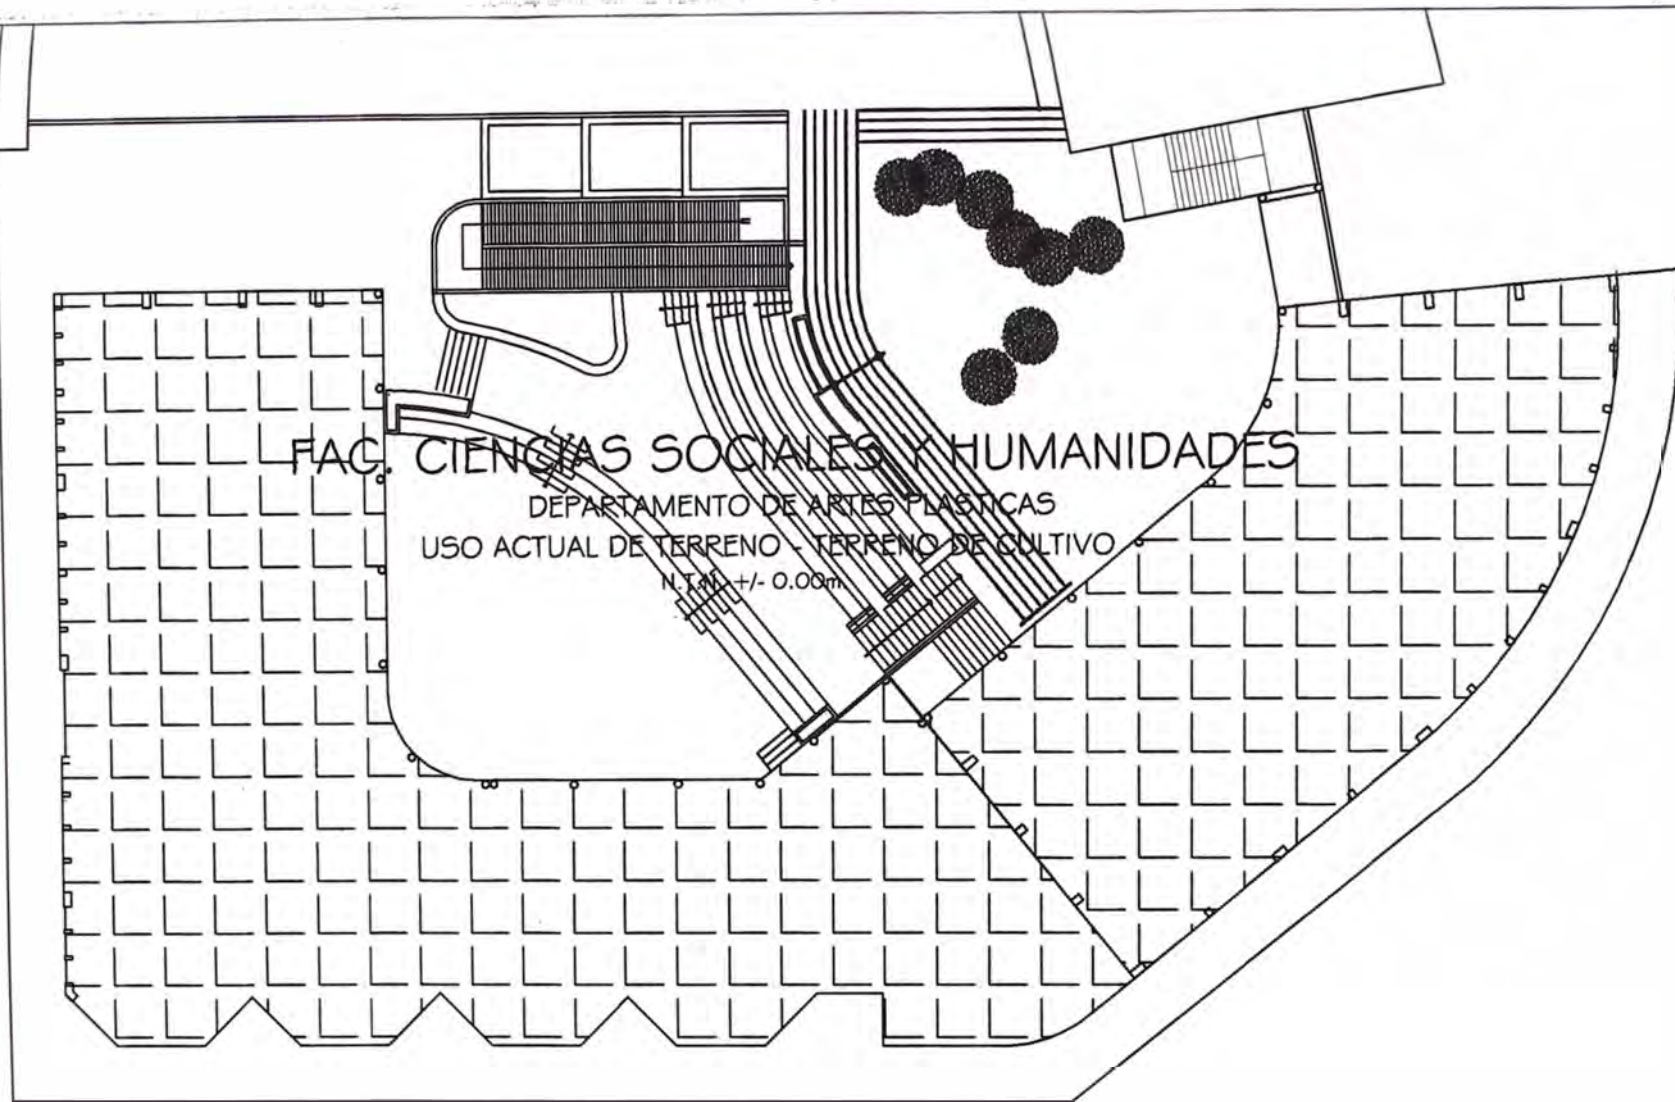 FAC. CIENCIAS SOCIALES Y HUMANIDADES
DEPARTAMENTO DE ARTES PLASTICAS
USO ACTUAL DE TERRENO - TERRENO DE CULTIVO
N.T.N. +/- 0.00m